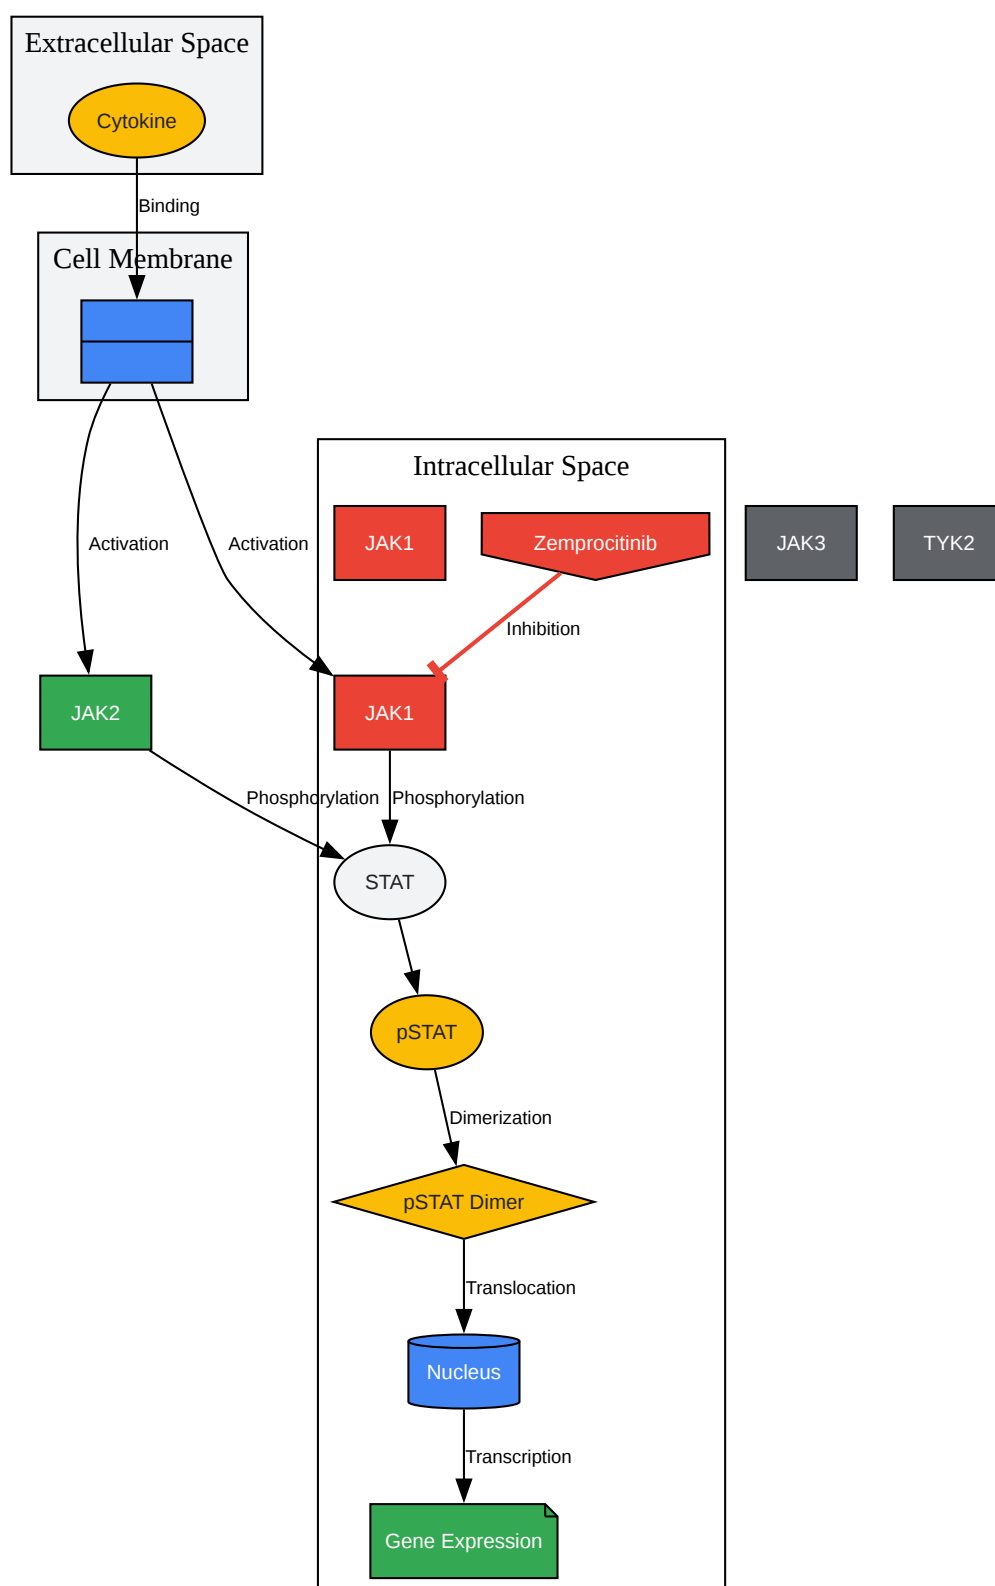 Extracellular Space
Cytokine
Binding
Cell Membrane
Intracellular Space
JAK1
Zemprocitinib
JAK3
TYK2
Activation
Activation
Inhibition
JAK2
JAK1
Phosphorylation
Phosphorylation
STAT
pSTAT
Dimerization
pSTAT Dimer
Translocation
Nucleus
Transcription
Gene Expression